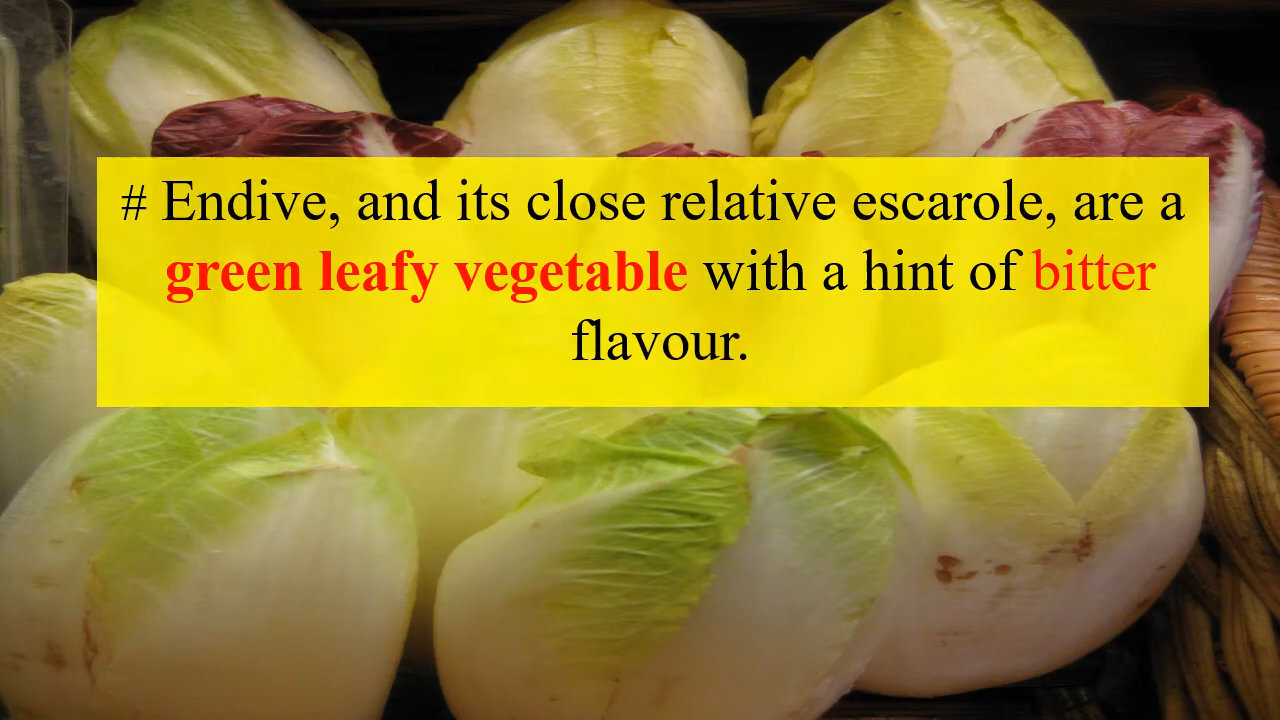 # Endive, and its close relative escarole, are a
green leafy vegetable with a hint of bitter
flavour.